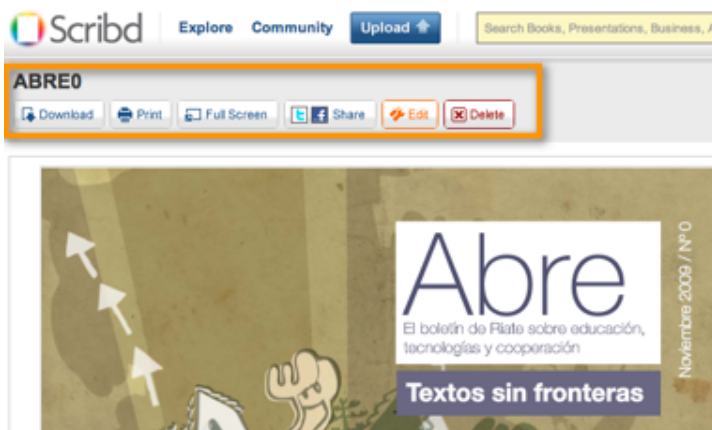 Scribd Explore Community Upload Search Books, Presentations, Business,
ABRE0
Download Print Full Screen Share Edit Delete
Abre
El boletín de Riate sobre educación,
tecnologías y cooperación
Textos sin fronteras
Noviembre 2009 / Nº 0